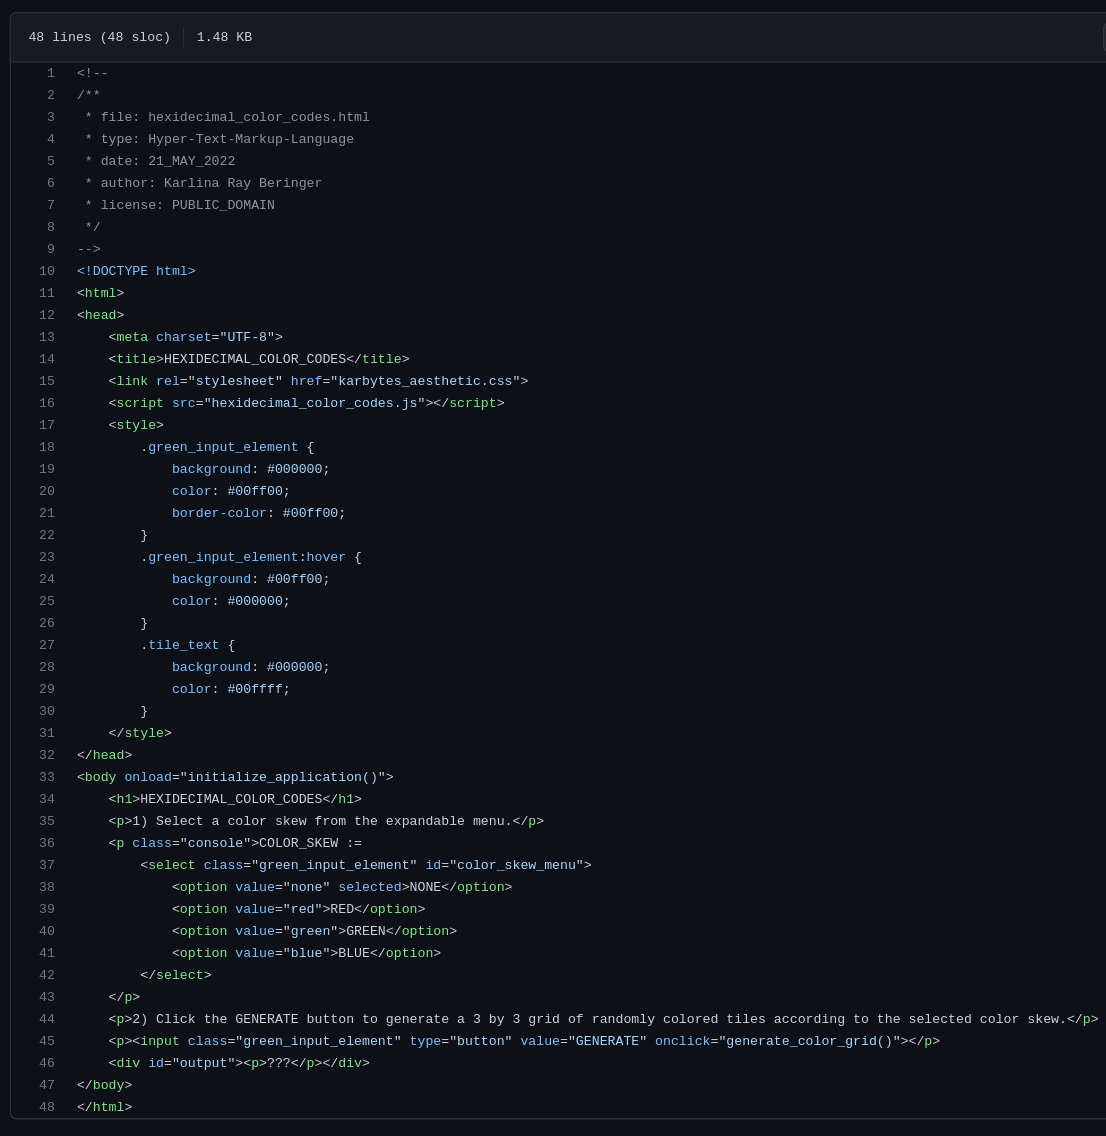 48 lines (48 sloc) 1.48 KB
1 <!--
2 /**
3  * file: hexidecimal_color_codes.html
4  * type: Hyper-Text-Markup-Language
5  * date: 21_MAY_2022
6  * author: Karlina Ray Beringer
7  * license: PUBLIC_DOMAIN
8  */
9 -->
10 <!DOCTYPE html>
11 <html>
12 <head>
13     <meta charset="UTF-8">
14     <title>HEXIDECIMAL_COLOR_CODES</title>
15     <link rel="stylesheet" href="karbytes_aesthetic.css">
16     <script src="hexidecimal_color_codes.js"></script>
17     <style>
18         .green_input_element {
19             background: #000000;
20             color: #00ff00;
21             border-color: #00ff00;
22         }
23         .green_input_element:hover {
24             background: #00ff00;
25             color: #000000;
26         }
27         .tile_text {
28             background: #000000;
29             color: #00ffff;
30         }
31     </style>
32 </head>
33 <body onload="initialize_application()">
34     <h1>HEXIDECIMAL_COLOR_CODES</h1>
35     <p>1) Select a color skew from the expandable menu.</p>
36     <p class="console">COLOR_SKEW :=
37         <select class="green_input_element" id="color_skew_menu">
38             <option value="none" selected>NONE</option>
39             <option value="red">RED</option>
40             <option value="green">GREEN</option>
41             <option value="blue">BLUE</option>
42         </select>
43     </p>
44     <p>2) Click the GENERATE button to generate a 3 by 3 grid of randomly colored tiles according to the selected color skew.</p>
45     <p><input class="green_input_element" type="button" value="GENERATE" onclick="generate_color_grid()"></p>
46     <div id="output"><p>???</p></div>
47 </body>
48 </html>